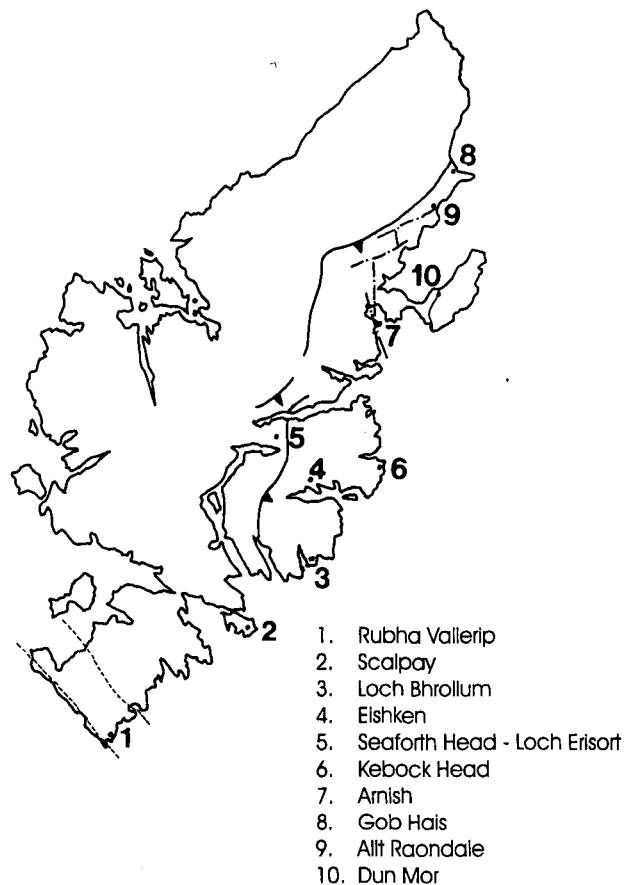 8
9
10
7
5
4
6
3
2
1
1. Rubha Vallerip
2. Scalpay
3. Loch Bhrollum
4. Eishken
5. Seaforth Head - Loch Erisort
6. Kebock Head
7. Arnish
8. Gob Hais
9. Allt Raondale
10. Dun Mor